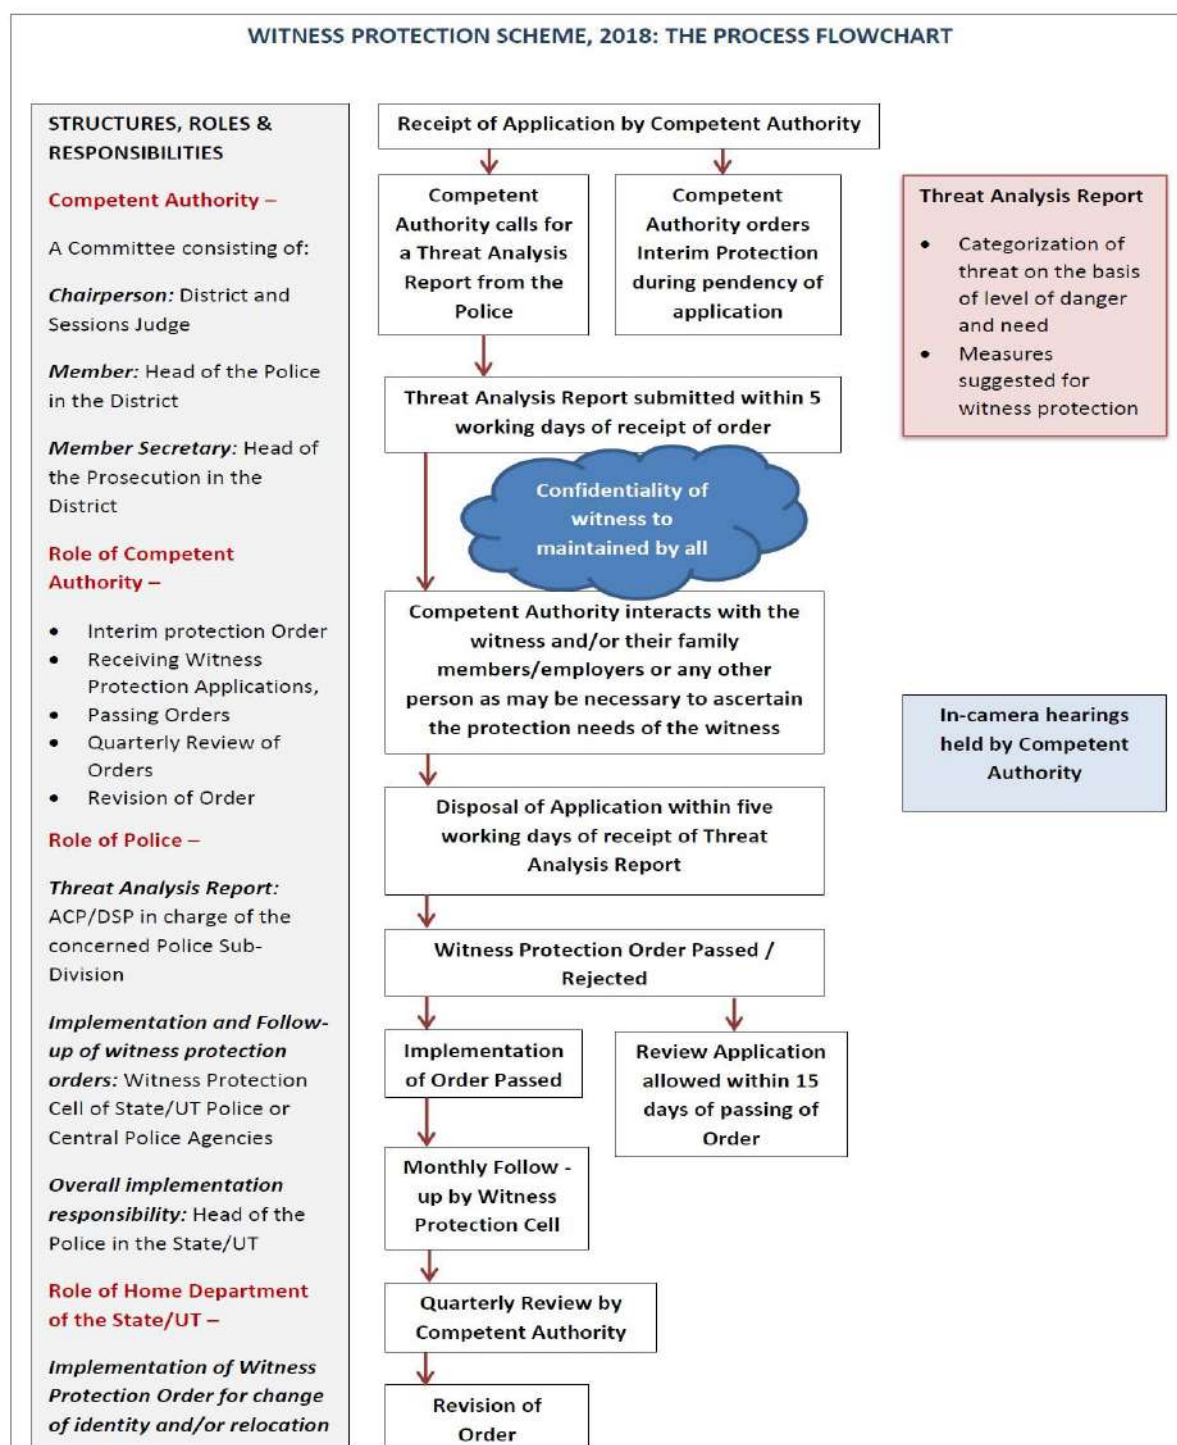 WITNESS PROTECTION SCHEME, 2018: THE PROCESS FLOWCHART
STRUCTURES, ROLES &
RESPONSIBILITIES
Competent Authority –
A Committee consisting of:
Chairperson: District and
Sessions Judge
Member: Head of the Police
in the District
Member Secretary: Head of
the Prosecution in the
District
Role of Competent
Authority –
• Interim protection Order
• Receiving Witness
Protection Applications,
• Passing Orders
• Quarterly Review of
Orders
• Revision of Order
Role of Police –
Threat Analysis Report:
ACP/DSP in charge of the
concerned Police Sub-
Division
Implementation and Follow-
up of witness protection
orders: Witness Protection
Cell of State/UT Police or
Central Police Agencies
Overall implementation
responsibility: Head of the
Police in the State/UT
Role of Home Department
of the State/UT –
Implementation of Witness
Protection Order for change
of identity and/or relocation
Receipt of Application by Competent Authority
Competent
Authority calls for
a Threat Analysis
Report from the
Police
Competent
Authority orders
Interim Protection
during pendency of
application
Threat Analysis Report submitted within 5
working days of receipt of order
Confidentiality of
witness to
maintained by all
Competent Authority interacts with the
witness and/or their family
members/employers or any other
person as may be necessary to ascertain
the protection needs of the witness
Disposal of Application within five
working days of receipt of Threat
Analysis Report
Witness Protection Order Passed /
Rejected
Implementation
of Order Passed
Review Application
allowed within 15
days of passing of
Order
Monthly Follow -
up by Witness
Protection Cell
Quarterly Review by
Competent Authority
Revision of
Order
Threat Analysis Report
• Categorization of
threat on the basis
of level of danger
and need
• Measures
suggested for
witness protection
In-camera hearings
held by Competent
Authority